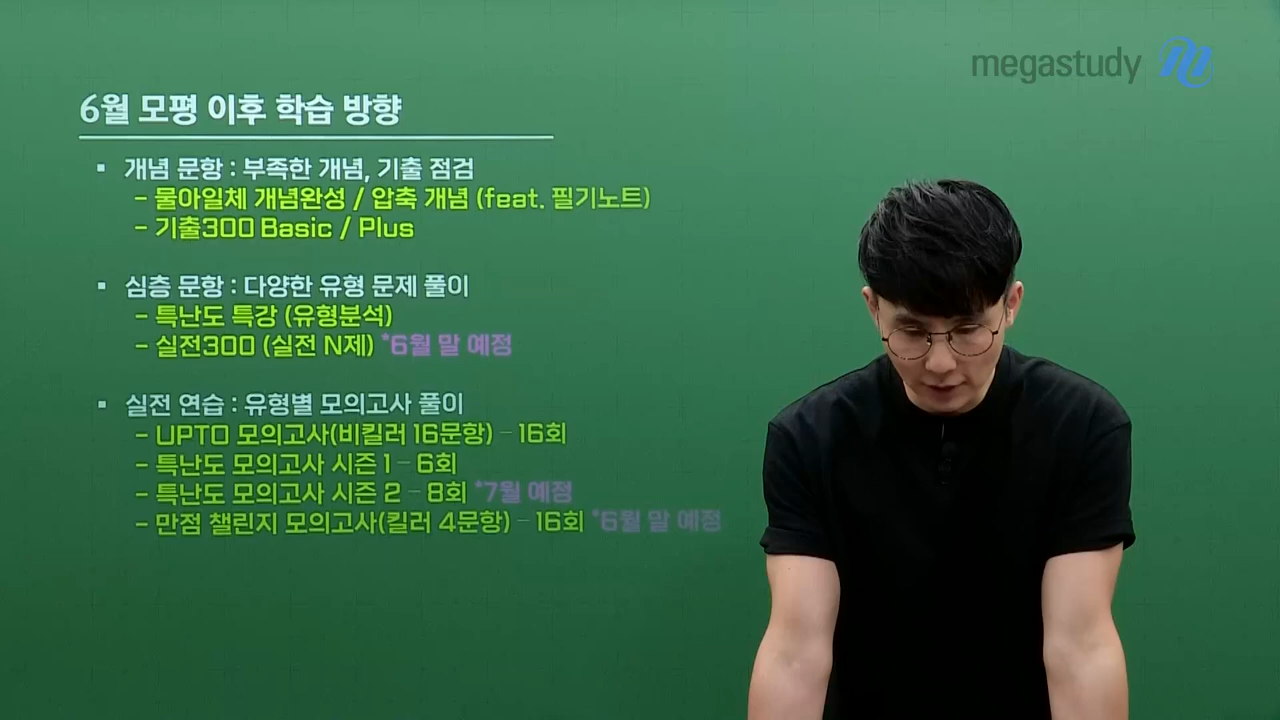 megastudy
6월 모평 이후 학습 방향
▪ 개념 문항 : 부족한 개념, 기출 점검
– 물아일체 개념완성 / 압축 개념 (feat. 필기노트)
– 기출300 Basic / Plus
▪ 심층 문항 : 다양한 유형 문제 풀이
– 특난도 특강 (유형분석)
– 실전300 (실전 N제) *6월 말 예정
▪ 실전 연습 : 유형별 모의고사 풀이
– UPTO 모의고사(비킬러 16문항) – 16회
– 특난도 모의고사 시즌 1 – 6회
– 특난도 모의고사 시즌 2 – 8회 *7월 예정
– 만점 챌린지 모의고사(킬러 4문항) – 16회 *6월 말 예정